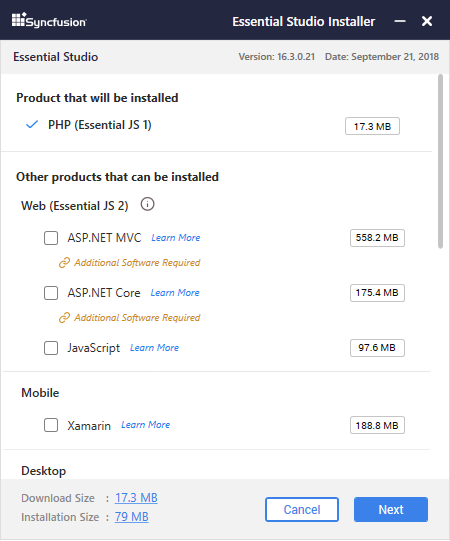 Syncfusion Essential Studio Installer
Essential Studio Version: 16.3.0.21 Date: September 21, 2018
Product that will be installed
PHP (Essential JS 1) 17.3 MB
Other products that can be installed
Web (Essential JS 2)
ASP.NET MVC Learn More 558.2 MB
Additional Software Required
ASP.NET Core Learn More 175.4 MB
Additional Software Required
JavaScript Learn More 97.6 MB
Mobile
Xamarin Learn More 188.8 MB
Desktop
Download Size : 17.3 MB
Installation Size : 79 MB
Cancel Next